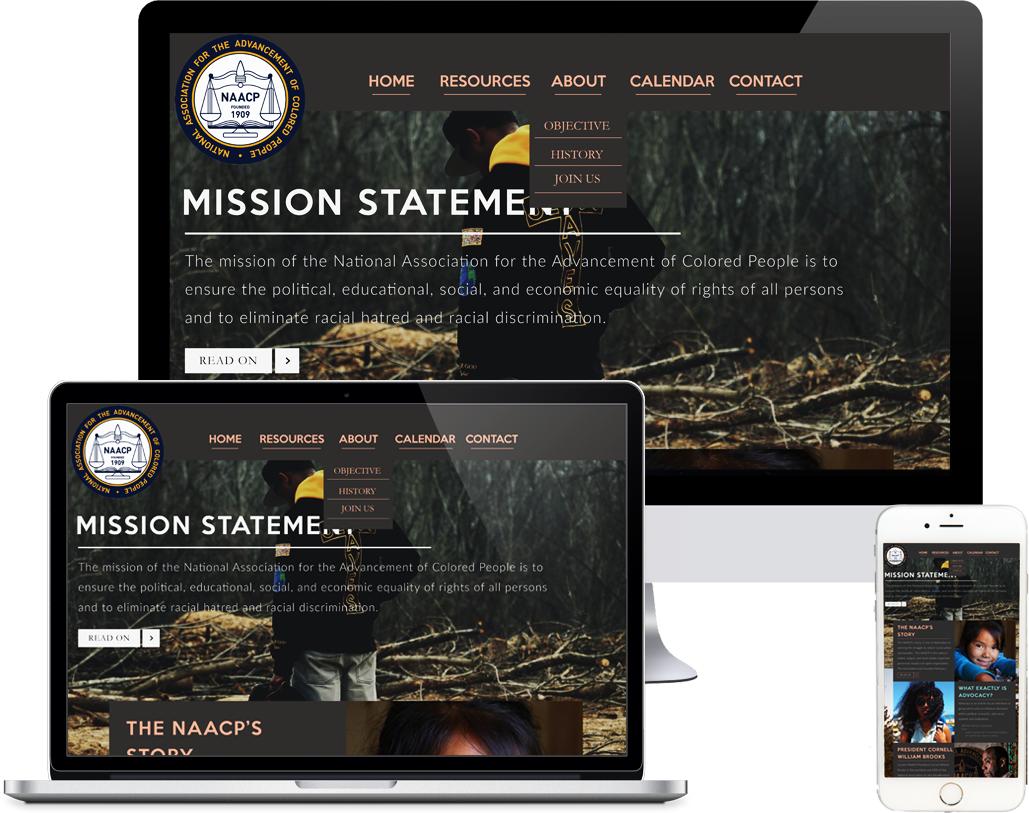 NATIONAL ASSOCIATION FOR THE ADVANCEMENT OF COLORED PEOPLE
NAACP
FOUNDED
1909
HOME RESOURCES ABOUT CALENDAR CONTACT
OBJECTIVE
HISTORY
JOIN US
MISSION STATEMENT
The mission of the National Association for the Advancement of Colored People is to
ensure the political, educational, social, and economic equality of rights of all persons
and to eliminate racial hatred and racial discrimination.
READ ON >
NATIONAL ASSOCIATION FOR THE ADVANCEMENT OF COLORED PEOPLE
NAACP
FOUNDED
1909
HOME RESOURCES ABOUT CALENDAR CONTACT
OBJECTIVE
HISTORY
JOIN US
MISSION STATEMENT
The mission of the National Association for the Advancement of Colored People is to
ensure the political, educational, social, and economic equality of rights of all persons
and to eliminate racial hatred and racial discrimination.
READ ON >
THE NAACP'S
STORY
HOME RESOURCES ABOUT CALENDAR CONTACT
MISSION STATEME
THE NAACP'S
STORY
WHAT EXACTLY IS
ADVOCACY?
PRESIDENT CORNELL
WILLIAM BROOKS
NAACP